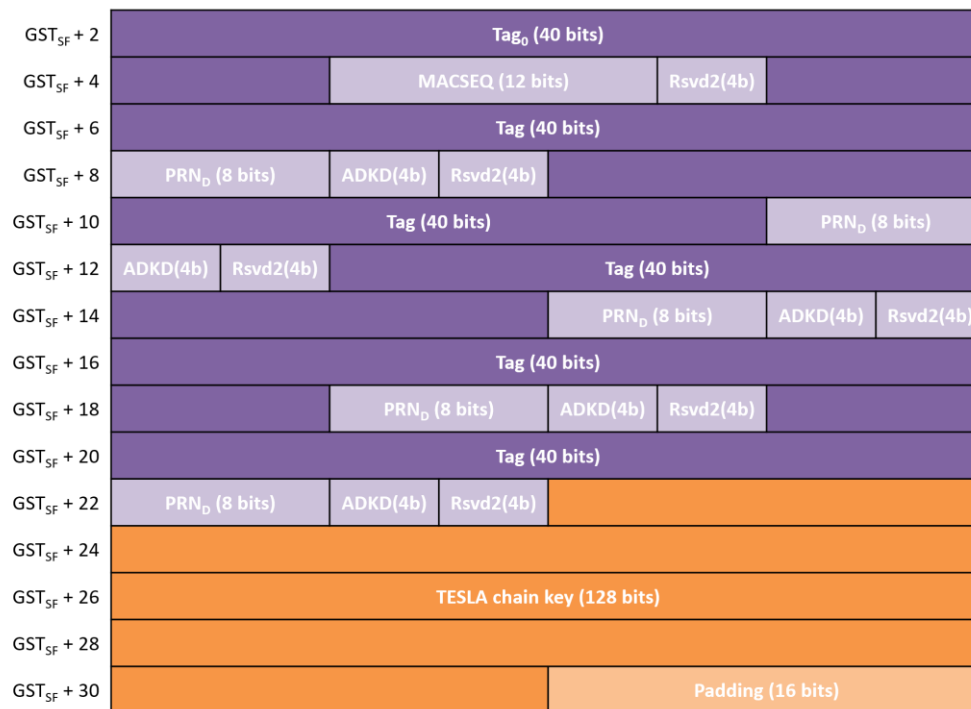 GST_SF + 2 Tag_0 (40 bits)
GST_SF + 4 MACSEQ (12 bits) Rsvd2(4b)
GST_SF + 6 Tag (40 bits)
GST_SF + 8 PRN_D (8 bits) ADKD(4b) Rsvd2(4b)
GST_SF + 10 Tag (40 bits) PRN_D (8 bits)
GST_SF + 12 ADKD(4b) Rsvd2(4b) Tag (40 bits)
GST_SF + 14 PRN_D (8 bits) ADKD(4b) Rsvd2(4b)
GST_SF + 16 Tag (40 bits)
GST_SF + 18 PRN_D (8 bits) ADKD(4b) Rsvd2(4b)
GST_SF + 20 Tag (40 bits)
GST_SF + 22 PRN_D (8 bits) ADKD(4b) Rsvd2(4b)
GST_SF + 24
GST_SF + 26 TESLA chain key (128 bits)
GST_SF + 28
GST_SF + 30 Padding (16 bits)